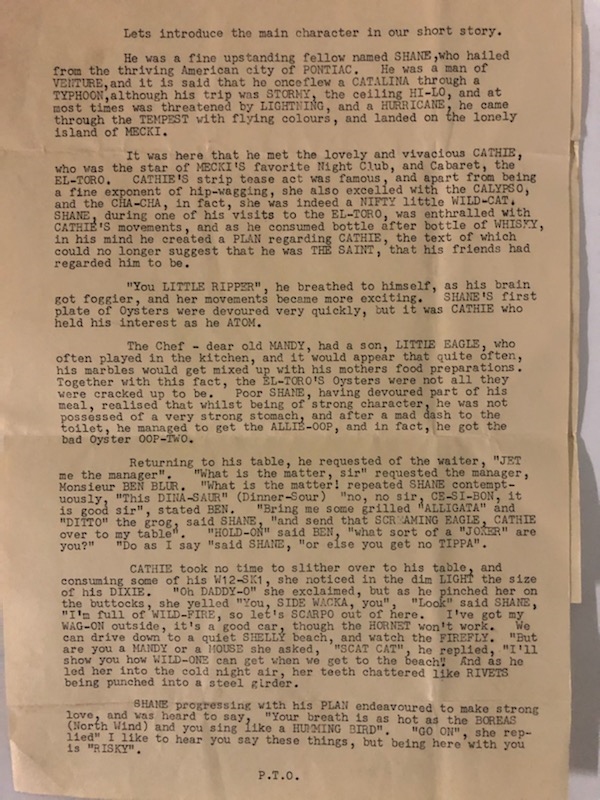 Lets introduce the main character in our short story.
He was a fine upstanding fellow named SHANE,who hailed
from the thriving American city of PONTIAC. He was a man of
VENTURE,and it is said that he onceflew a CATALINA through a
TYPHOON,although his trip was STORMY, the ceiling HI-LO, and at
most times was threatened by LIGHTNING, and a HURRICANE, he came
through the TEMPEST with flying colours, and landed on the lonely
island of MECKI.
It was here that he met the lovely and vivacious CATHIE,
who was the star of MECKI'S favorite Night Club, and Cabaret, the
EL-TORO. CATHIE'S strip tease act was famous, and apart from being
a fine exponent of hip-wagging, she also excelled with the CALYPSO,
and the CHA-CHA, in fact, she was indeed a NIFTY little WILD-CAT.
SHANE, during one of his visits to the EL-TORO, was enthralled with
CATHIE'S movements, and as he consumed bottle after bottle of WHISKY,
in his mind he created a PLAN regarding CATHIE, the text of which
could no longer suggest that he was THE SAINT, that his friends had
regarded him to be.
"You LITTLE RIPPER", he breathed to himself, as his brain
got foggier, and her movements became more exciting. SHANE'S first
plate of Oysters were devoured very quickly, but it was CATHIE who
held his interest as he ATOM.
The Chef - dear old MANDY, had a son, LITTLE EAGLE, who
often played in the kitchen, and it would appear that quite often,
his marbles would get mixed up with his mothers food preparations.
Together with this fact, the EL-TORO'S Oysters were not all they
were cracked up to be. Poor SHANE, having devoured part of his
meal, realised that whilst being of strong character, he was not
possessed of a very strong stomach, and after a mad dash to the
toilet, he managed to get the ALLIE-OOP, and in fact, he got the
bad Oyster OOP-TWO.
Returning to his table, he requested of the waiter, "JET
me the manager". "What is the matter, sir" requested the manager,
Monsieur BEN BLUR. "What is the matter! repeated SHANE contempt-
uously, "This DINA-SAUR" (Dinner-Sour) "no, no sir, CE-SI-BON, it
is good sir", stated BEN. "Bring me some grilled "ALLIGATA" and
"DITTO" the grog, said SHANE, "and send that SCREAMING EAGLE, CATHIE
over to my table". "HOLD-ON" said BEN, "what sort of a "JOKER" are
you?" "Do as I say "said SHANE, "or else you get no TIPPA".
CATHIE took no time to slither over to his table, and
consuming some of his W12-SK1, she noticed in the dim LIGHT the size
of his DIXIE. "Oh DADDY-O" she exclaimed, but as he pinched her on
the buttocks, she yelled "You, SIDE WACKA, you". "Look" said SHANE,
"I'm full of WILD-FIRE, so let's SCARPO out of here. I've got my
WAG-ON outside, it's a good car, though the HORNET won't work. We
can drive down to a quiet SHELLY beach, and watch the FIREFLY. "But
are you a MANDY or a MOUSE she asked, "SCAT CAT", he replied, "I'll
show you how WILD-ONE can get when we get to the beach" And as he
led her into the cold night air, her teeth chattered like RIVETS
being punched into a steel girder.
SHANE progressing with his PLAN endeavoured to make strong
love, and was heard to say, "Your breath is as hot as the BOREAS
(North Wind) and you sing like a HUMMING BIRD". "GO ON", she rep-
lied" I like to hear you say these things, but being here with you
is "RISKY".
P.T.O.